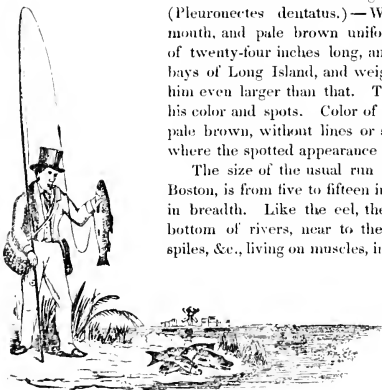 (Pleuronectes dentatus.) — W
mouth, and pale brown unifo
of twenty-four inches long, an
bays of Long Island, and weig
him even larger than that. T
his color and spots. Color of
pale brown, without lines or s
where the spotted appearance
The size of the usual run
Boston, is from five to fifteen i
in breadth. Like the eel, the
bottom of rivers, near to the
spiles, &c., living on muscles, i